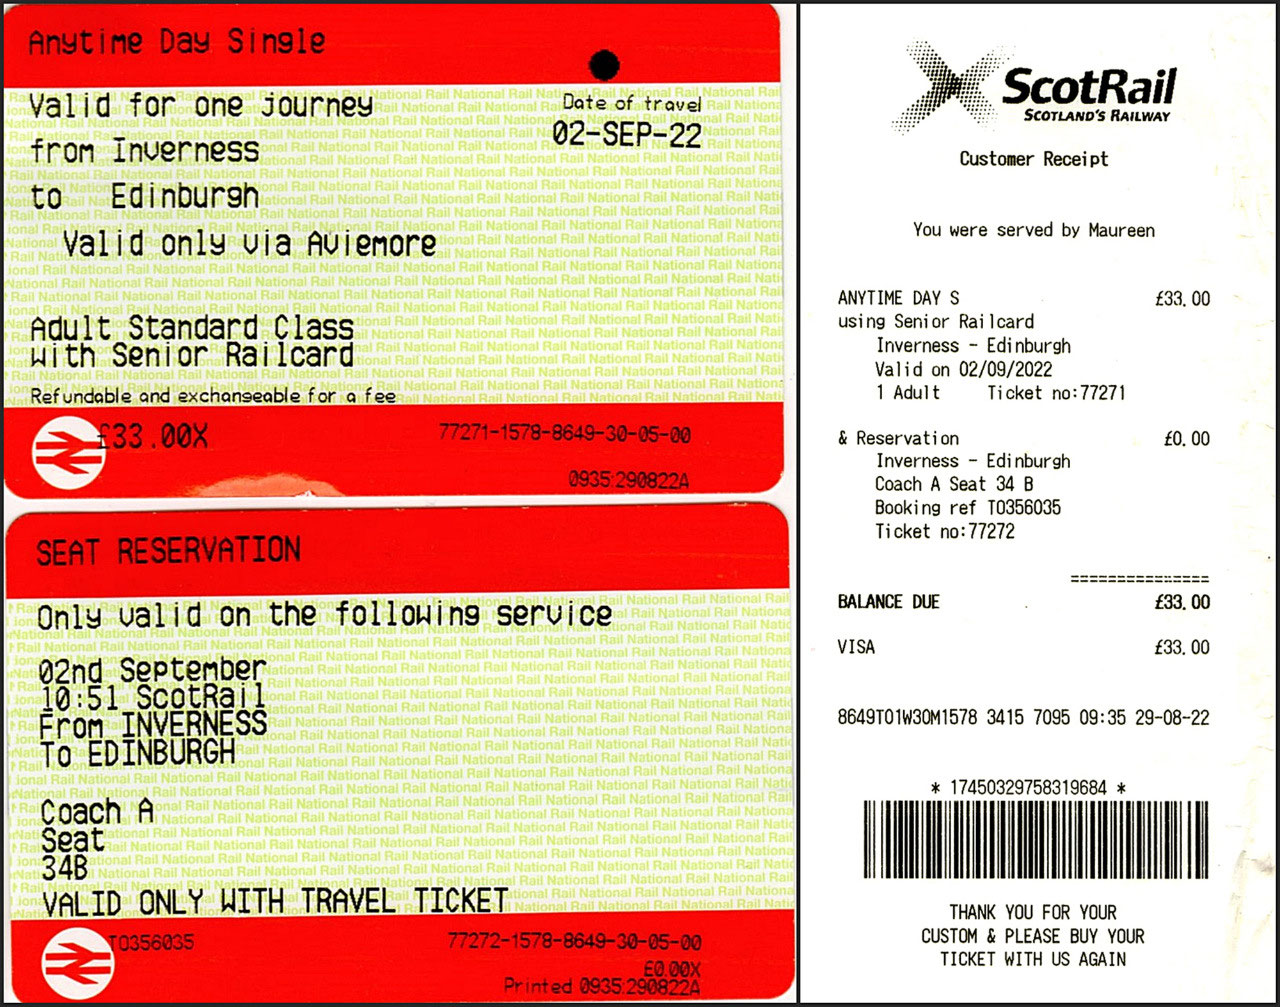 Anytime Day Single
Valid for one journey
Date of travel
from Inverness
02-SEP-22
to Edinburgh
Valid only via Aviemore
Adult Standard Class
with Senior Railcard
Refundable and exchangeable for a fee
£33.00X
77271-1578-8649-30-05-00
0935:290822A
SEAT RESERVATION
Only valid on the following service
02nd September
10:51 ScotRail
From INVERNESS
To EDINBURGH
Coach A
Seat
34B
VALID ONLY WITH TRAVEL TICKET
T0356035
77272-1578-8649-30-05-00
£0.00X
Printed 0935:290822A
ScotRail
SCOTLAND'S RAILWAY
Customer Receipt
You were served by Maureen
ANYTIME DAY S £33.00
using Senior Railcard
Inverness - Edinburgh
Valid on 02/09/2022
1 Adult Ticket no:77271
& Reservation £0.00
Inverness - Edinburgh
Coach A Seat 34 B
Booking ref T0356035
Ticket no:77272
===============
BALANCE DUE £33.00
VISA £33.00
8649T01W30M1578 3415 7095 09:35 29-08-22
* 17450329758319684 *
THANK YOU FOR YOUR
CUSTOM & PLEASE BUY YOUR
TICKET WITH US AGAIN